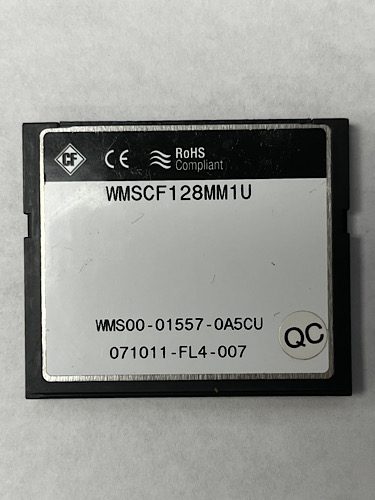 CF CE RoHS
Compliant
WMSCF128MM1U
WMS00-01557-0A5CU
QC
071011-FL4-007